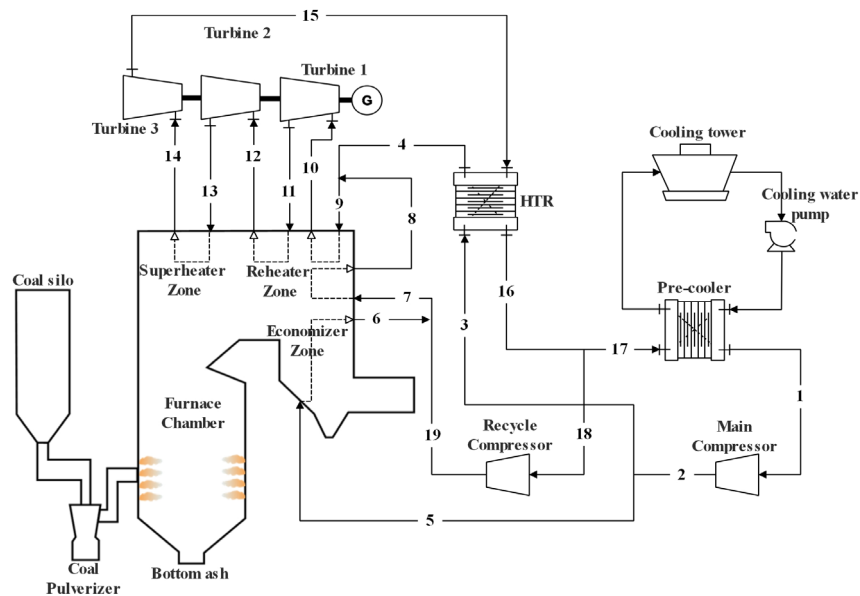 15
Turbine 2
Turbine 1
G
Turbine 3
Cooling tower
14
13
12
11
10
4
9
8
HTR
Cooling water
pump
Superheater
Zone
Reheater
Zone
Coal silo
7
6
Economizer
Zone
3
16
17
Pre-cooler
1
Furnace
Chamber
19
Recycle
Compressor
18
Main
Compressor
2
5
Coal
Pulverizer
Bottom ash